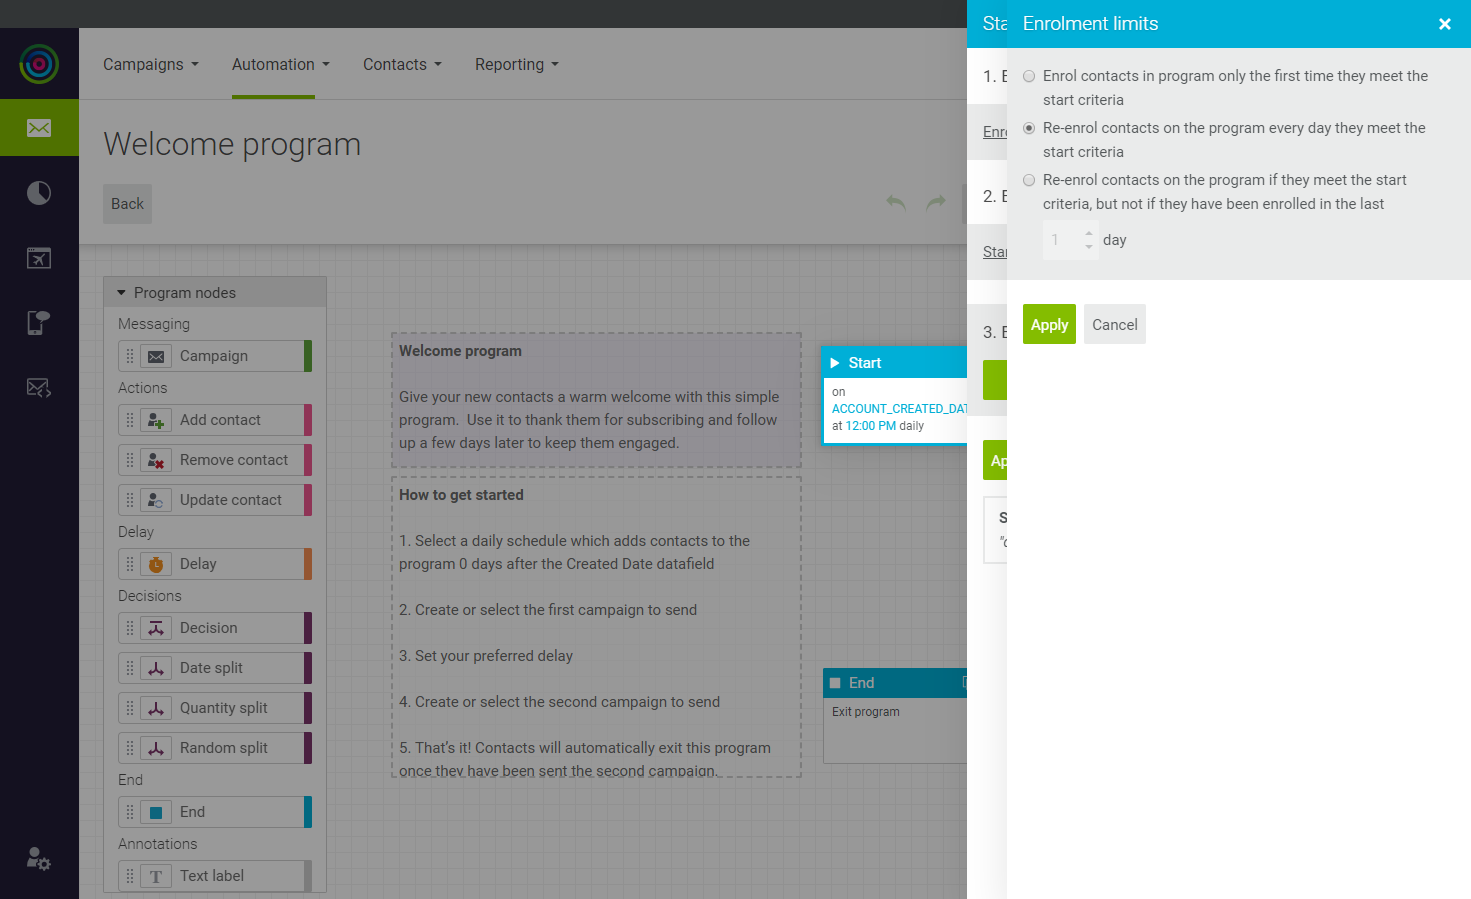 Campaigns
Automation
Contacts
Reporting
Welcome program
Back
Program nodes
Messaging
Campaign
Actions
Add contact
Remove contact
Update contact
Delay
Delay
Decisions
Decision
Date split
Quantity split
Random split
End
End
Annotations
T Text label
Welcome program
Give your new contacts a warm welcome with this simple
program.  Use it to thank them for subscribing and follow
up a few days later to keep them engaged.
How to get started
1. Select a daily schedule which adds contacts to the
program 0 days after the Created Date datafield
2. Create or select the first campaign to send
3. Set your preferred delay
4. Create or select the second campaign to send
5. That’s it! Contacts will automatically exit this program
once they have been sent the second campaign.
Start
on
ACCOUNT_CREATED_DAT
at 12:00 PM daily
End
Exit program
Sta
1. E
Enro
2. E
Star
3. E
Ap
S
Enrolment limits
Enrol contacts in program only the first time they meet the
start criteria
Re-enrol contacts on the program every day they meet the
start criteria
Re-enrol contacts on the program if they meet the start
criteria, but not if they have been enrolled in the last
1 day
Apply
Cancel